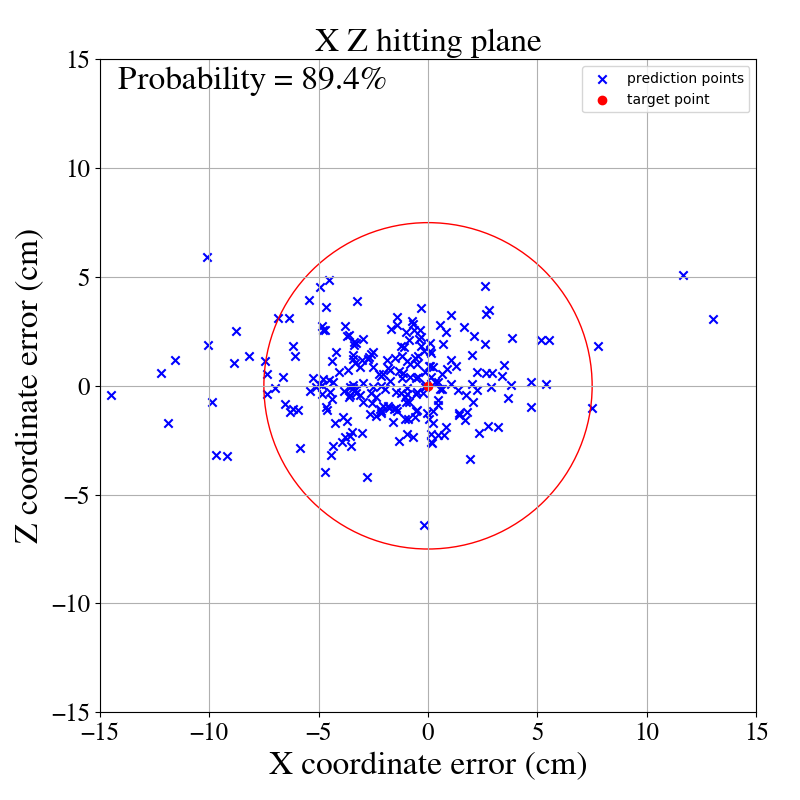 X Z hitting plane
Probability = 89.4%
prediction points
target point
Z coordinate error (cm)
15
10
5
0
−5
−10
−15
−15 −10 −5 0 5 10 15
X coordinate error (cm)